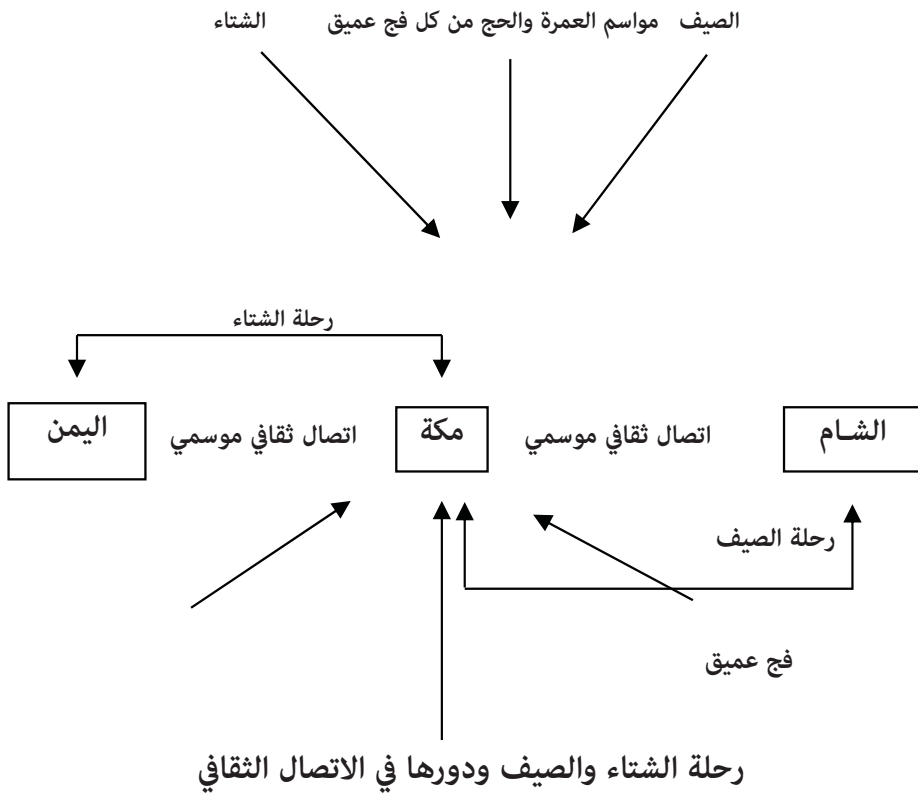 الصيف مواسم العمرة والحج من كل فج عميق الشتاء
رحلة الشتاء
الشـام اتصال ثقافي موسمي مكة اتصال ثقافي موسمي اليمن
رحلة الصيف
فج عميق
رحلة الشتاء والصيف ودورها في الاتصال الثقافي